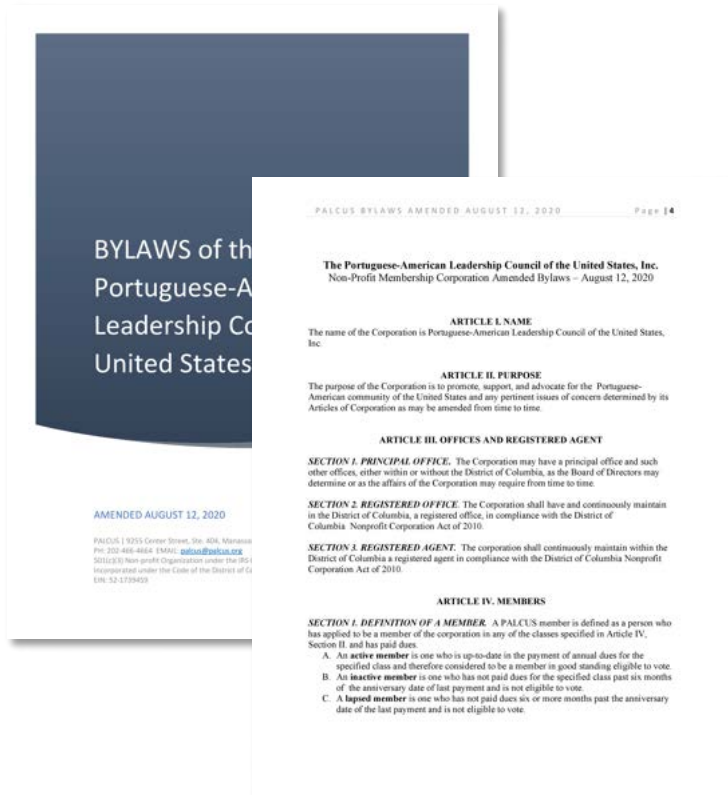 BYLAWS of th
Portuguese-A
Leadership Co
United States
AMENDED AUGUST 12, 2020
PALCUS | 9255 Center Street, Ste. 404, Manassas
PH: 202-466-4664 EMAIL: palcus@palcus.org
501(c)(3) Non-profit Organization under the IRS
Incorporated under the Code of the District of Co
EIN: 52-1739459
PALCUS BYLAWS AMENDED AUGUST 12, 2020 Page |4
The Portuguese-American Leadership Council of the United States, Inc.
Non-Profit Membership Corporation Amended Bylaws – August 12, 2020
ARTICLE I. NAME
The name of the Corporation is Portuguese-American Leadership Council of the United States,
Inc.
ARTICLE II. PURPOSE
The purpose of the Corporation is to promote, support, and advocate for the Portuguese-
American community of the United States and any pertinent issues of concern determined by its
Articles of Corporation as may be amended from time to time.
ARTICLE III. OFFICES AND REGISTERED AGENT
SECTION 1. PRINCIPAL OFFICE. The Corporation may have a principal office and such
other offices, either within or without the District of Columbia, as the Board of Directors may
determine or as the affairs of the Corporation may require from time to time.
SECTION 2. REGISTERED OFFICE. The Corporation shall have and continuously maintain
in the District of Columbia, a registered office, in compliance with the District of
Columbia Nonprofit Corporation Act of 2010.
SECTION 3. REGISTERED AGENT. The corporation shall continuously maintain within the
District of Columbia a registered agent in compliance with the District of Columbia Nonprofit
Corporation Act of 2010.
ARTICLE IV. MEMBERS
SECTION 1. DEFINITION OF A MEMBER. A PALCUS member is defined as a person who
has applied to be a member of the corporation in any of the classes specified in Article IV,
Section II. and has paid dues.
A. An active member is one who is up-to-date in the payment of annual dues for the
specified class and therefore considered to be a member in good standing eligible to vote.
B. An inactive member is one who has not paid dues for the specified class past six months
of the anniversary date of last payment and is not eligible to vote.
C. A lapsed member is one who has not paid dues six or more months past the anniversary
date of the last payment and is not eligible to vote.